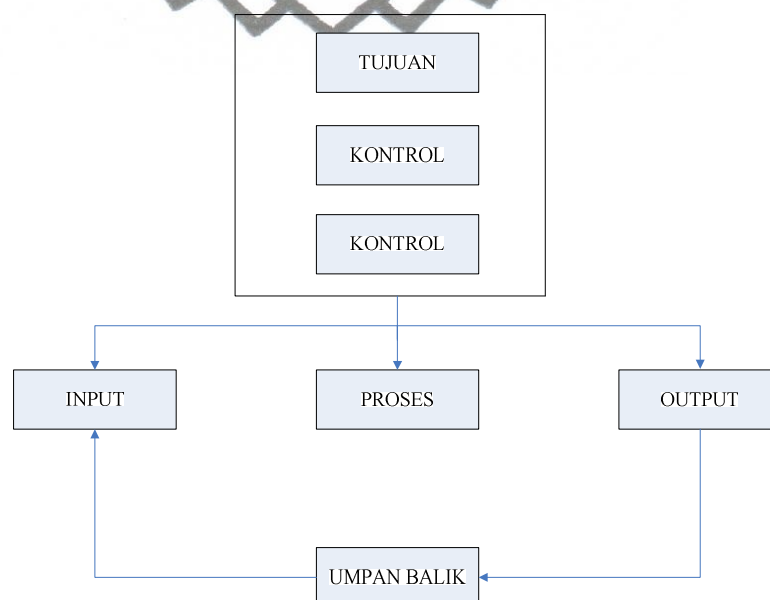 TUJUAN
KONTROL
KONTROL
INPUT
PROSES
OUTPUT
UMPAN BALIK